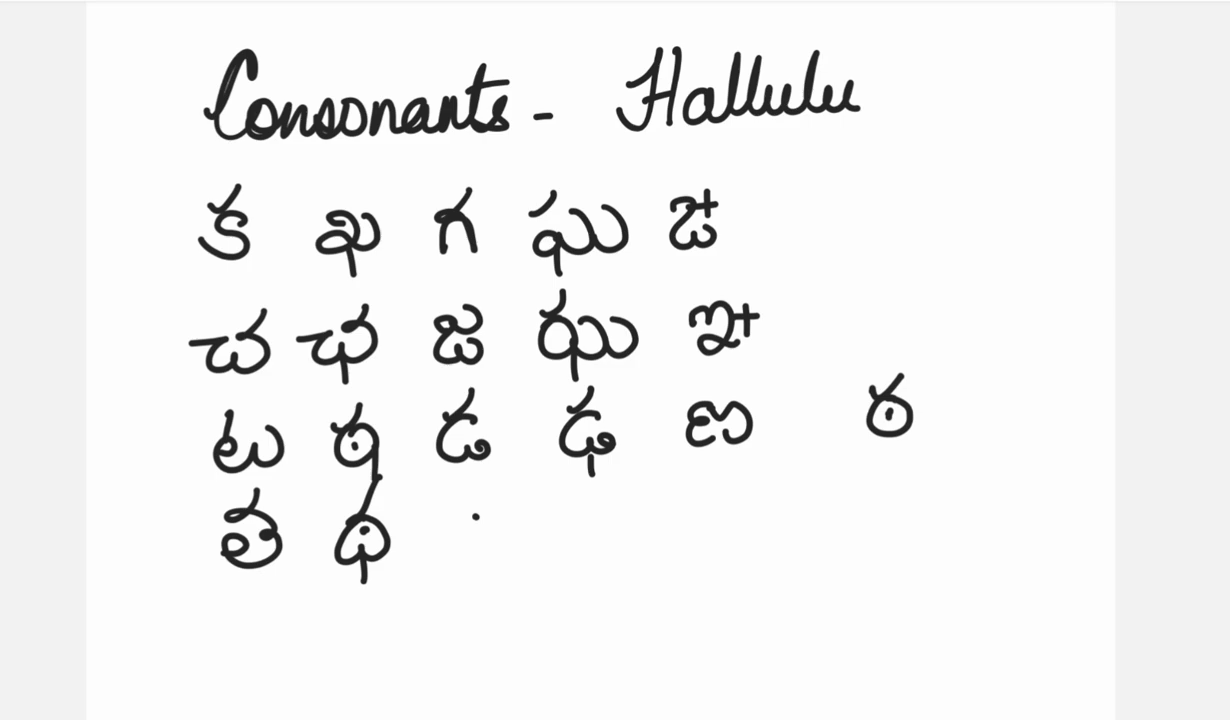 Consonants - Hallulu
క ఖ గ ఘ ఙ
చ ఛ జ ఝ ఞ
ట ఠ డ ఢ ణ ఠ
త థ